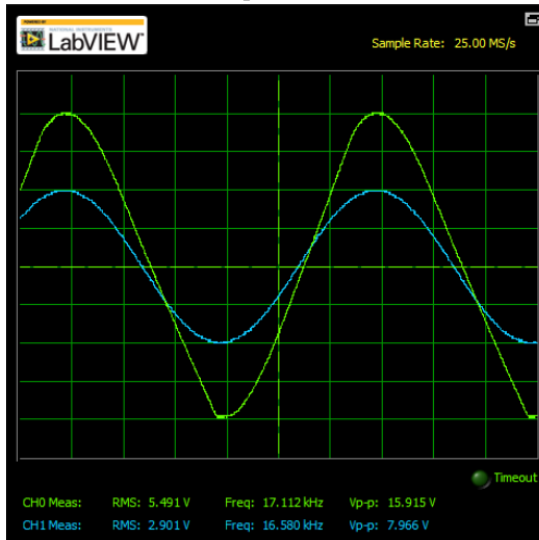 LabVIEW
Sample Rate: 25.00 MS/s
Timeout
CH0 Meas: RMS: 5.491 V Freq: 17.112 kHz Vp-p: 15.915 V
CH1 Meas: RMS: 2.901 V Freq: 16.580 kHz Vp-p: 7.966 V